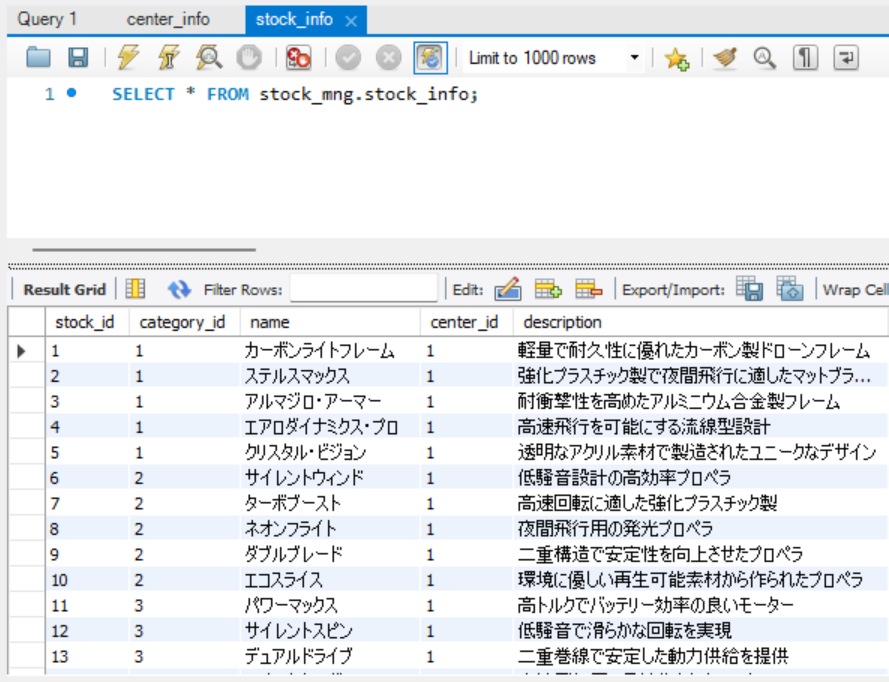 Query 1 center_info stock_info
Limit to 1000 rows
1 SELECT * FROM stock_mng.stock_info;
Result Grid Filter Rows: Edit: Export/Import: Wrap Cell
stock_id category_id name center_id description
1 1 カーボンライトフレーム 1 軽量で耐久性に優れたカーボン製ドローンフレーム
2 1 ステルスマックス 1 強化プラスチック製で夜間飛行に適したマットブラ...
3 1 アルマジロ・アーマー 1 耐衝撃性を高めたアルミニウム合金製フレーム
4 1 エアロダイナミクス・プロ 1 高速飛行を可能にする流線型設計
5 1 クリスタル・ビジョン 1 透明なアクリル素材で製造されたユニークなデザイン
6 2 サイレントウィンド 1 低騒音設計の高効率プロペラ
7 2 ターボブースト 1 高速回転に適した強化プラスチック製
8 2 ネオンフライト 1 夜間飛行用の発光プロペラ
9 2 ダブルブレード 1 二重構造で安定性を向上させたプロペラ
10 2 エコスライス 1 環境に優しい再生可能素材から作られたプロペラ
11 3 パワーマックス 1 高トルクでバッテリー効率の良いモーター
12 3 サイレントスピン 1 低騒音で滑らかな回転を実現
13 3 デュアルドライブ 1 二重巻線で安定した動力供給を提供